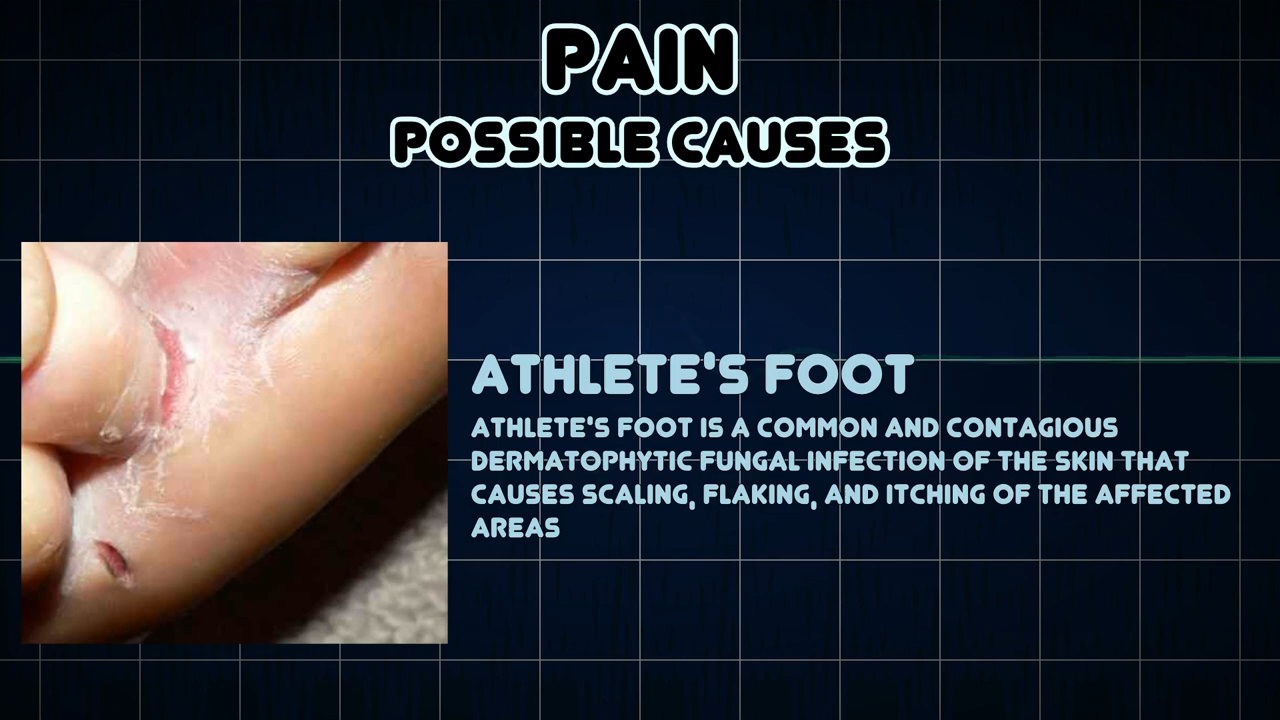 PAIN
POSSIBLE CAUSES
ATHLETE'S FOOT
ATHLETE'S FOOT IS A COMMON AND CONTAGIOUS
DERMATOPHYTIC FUNGAL INFECTION OF THE SKIN THAT
CAUSES SCALING, FLAKING, AND ITCHING OF THE AFFECTED
AREAS